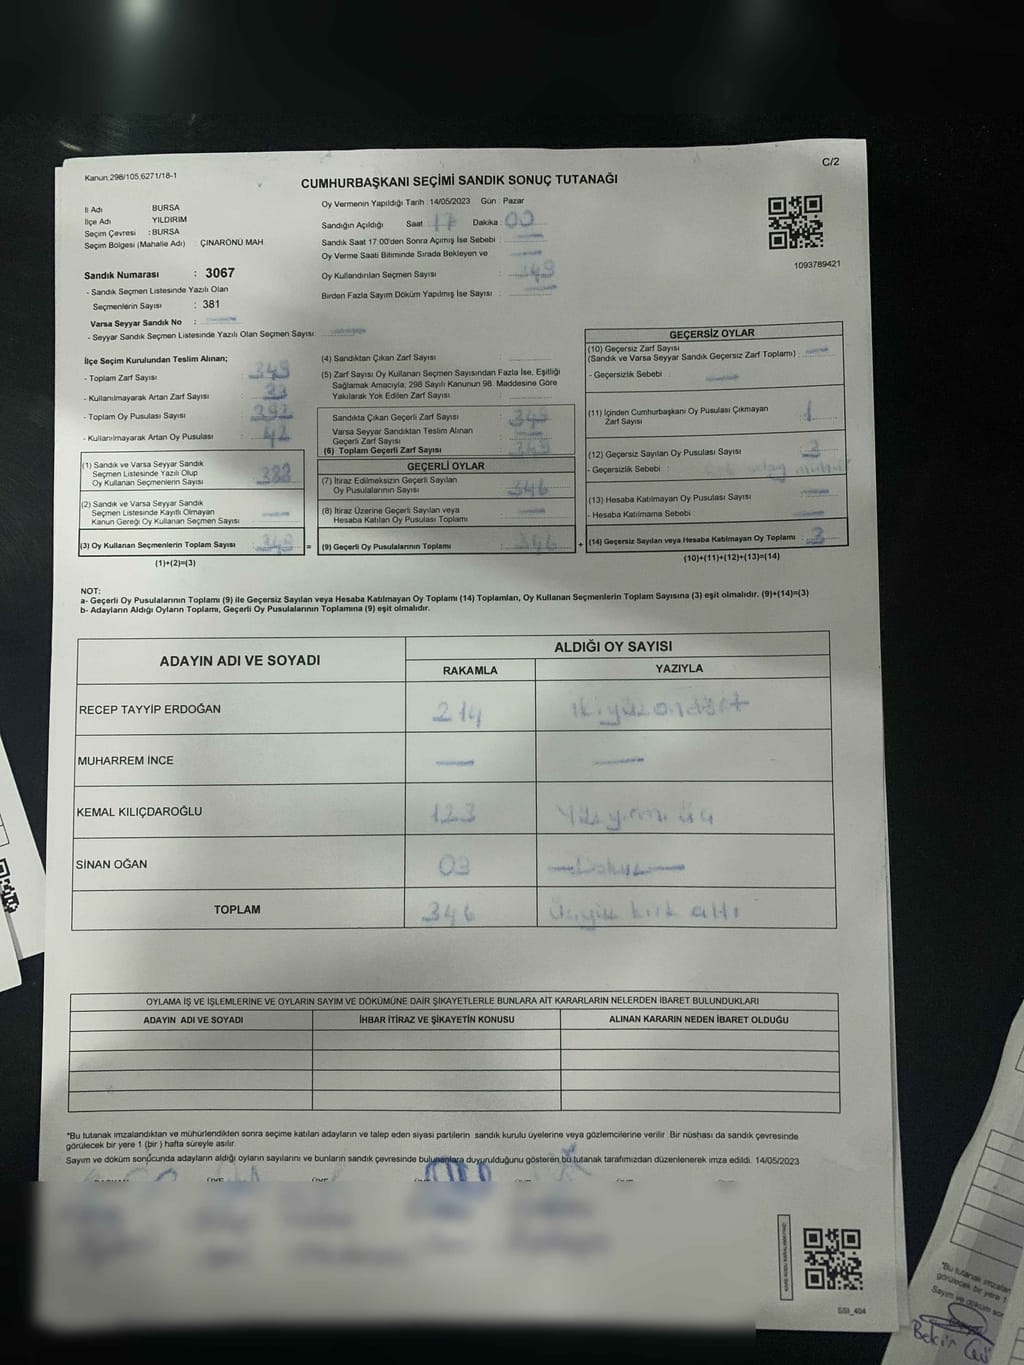 C/2
Kanun.298/105,6271/18-1
CUMHURBAŞKANI SEÇİMİ SANDIK SONUÇ TUTANAĞI
İl Adı BURSA
İlçe Adı YILDIRIM
Seçim Çevresi : BURSA
Seçim Bölgesi (Mahalle Adı) : ÇINARÖNÜ MAH
Sandık Numarası : 3067
- Sandık Seçmen Listesinde Yazılı Olan
Seçmenlerin Sayısı : 381
Varsa Seyyar Sandık No :
- Seyyar Sandık Seçmen Listesinde Yazılı Olan Seçmen Sayısı:
Oy Vermenin Yapıldığı Tarih : 14/05/2023 Gün : Pazar
Sandığın Açıldığı Saat 17 Dakika : 00
Sandık Saat 17:00'den Sonra Açımış İse Sebebi :
Oy Verme Saati Bitiminde Sırada Bekleyen ve
Oy Kullandırılan Seçmen Sayısı : 349
Birden Fazla Sayım Döküm Yapılmış İse Sayısı :
1093789421
İlçe Seçim Kurulundan Teslim Alınan;
- Toplam Zarf Sayısı
- Kullanılmayarak Artan Zarf Sayısı
- Toplam Oy Pusulası Sayısı
- Kullanılmayarak Artan Oy Pusulası : 42
(1) Sandık ve Varsa Seyyar Sandık
Seçmen Listesinde Yazılı Olup
Oy Kullanan Seçmenlerin Sayısı
(2) Sandık ve Varsa Seyyar Sandık
Seçmen Listesinde Kayıtlı Olmayan
Kanun Gereği Oy Kullanan Seçmen Sayısı
(3) Oy Kullanan Seçmenlerin Toplam Sayısı : 349 =
(1)+(2)=(3)
(4) Sandıktan Çıkan Zarf Sayısı :
(5) Zarf Sayısı Oy Kullanan Seçmen Sayısından Fazla İse, Eşitliği
Sağlamak Amacıyla; 298 Sayılı Kanunun 98. Maddesine Göre
Yakılarak Yok Edilen Zarf Sayısı :
Sandıkta Çıkan Geçerli Zarf Sayısı : 349
Varsa Seyyar Sandıktan Teslim Alınan
Geçerli Zarf Sayısı
(6) Toplam Geçerli Zarf Sayısı : 349
GEÇERLİ OYLAR
(7) İtiraz Edilmeksizin Geçerli Sayılan
Oy Pusulalarının Sayısı : 346
(8) İtiraz Üzerine Geçerli Sayılan veya
Hesaba Katılan Oy Pusulası Toplamı
(9) Geçerli Oy Pusulalarının Toplamı : 346 +
GEÇERSİZ OYLAR
(10) Geçersiz Zarf Sayısı
(Sandık ve Varsa Seyyar Sandık Geçersiz Zarf Toplamı) :
- Geçersizlik Sebebi :
(11) İçinden Cumhurbaşkanı Oy Pusulası Çıkmayan
Zarf Sayısı : 1
(12) Geçersiz Sayılan Oy Pusulası Sayısı :
- Geçersizlik Sebebi :
(13) Hesaba Katılmayan Oy Pusulası Sayısı :
- Hesaba Katılmama Sebebi :
(14) Geçersiz Sayılan veya Hesaba Katılmayan Oy Toplamı : 3
(10)+(11)+(12)+(13)=(14)
NOT:
a- Geçerli Oy Pusulalarının Toplamı (9) ile Geçersiz Sayılan veya Hesaba Katılmayan Oy Toplamı (14) Toplamları, Oy Kullanan Seçmenlerin Toplam Sayısına (3) eşit olmalıdır. (9)+(14)=(3)
b- Adayların Aldığı Oyların Toplamı, Geçerli Oy Pusulalarının Toplamına (9) eşit olmalıdır.
ADAYIN ADI VE SOYADI
ALDIĞI OY SAYISI
RAKAMLA YAZIYLA
RECEP TAYYİP ERDOĞAN 214 ikiyüzondört
MUHARREM İNCE
KEMAL KILIÇDAROĞLU 123 Yüzyirmi üç
SİNAN OĞAN Dokuz
TOPLAM 346 Üçyüz kırk altı
OYLAMA İŞ VE İŞLEMLERİNE VE OYLARIN SAYIM VE DÖKÜMÜNE DAİR ŞİKAYETLERLE BUNLARA AİT KARARLARIN NELERDEN İBARET BULUNDUKLARI
ADAYIN ADI VE SOYADI İHBAR İTİRAZ VE ŞİKAYETİN KONUSU ALINAN KARARIN NEDEN İBARET OLDUĞU
"Bu tutanak imzalandıktan ve mühürlendikten sonra seçime katılan adayların ve talep eden siyasi partilerin sandık kurulu üyelerine veya gözlemcilerine verilir. Bir nüshası da sandık çevresinde
görülecek bir yere 1 (bir) hafta süreyle asılır.
Sayım ve döküm sonucunda adayların aldığı oyların sayılarını ve bunların sandık çevresinde bulunanlara duyurulduğunu gösteren bu tutanak tarafımızdan düzenlenerek imza edildi. 14/05/2023
SSI_404
"Bu tutanak imzalan
görülecek bir yere 1
Sayım ve döküm so
Bekir